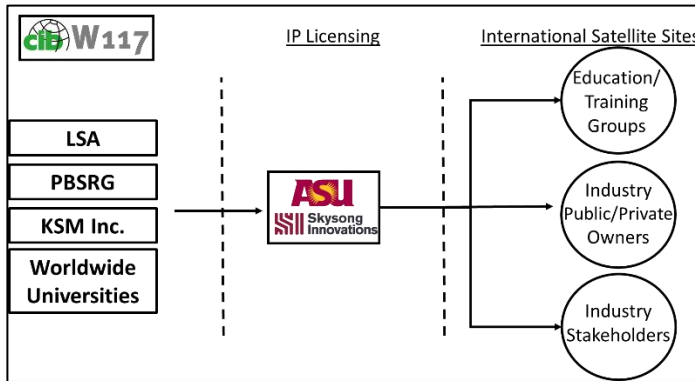 cib W117
IP Licensing
International Satellite Sites
LSA
PBSRG
KSM Inc.
Worldwide
Universities
ASU
Skysong
Innovations
Education/
Training
Groups
Industry
Public/Private
Owners
Industry
Stakeholders